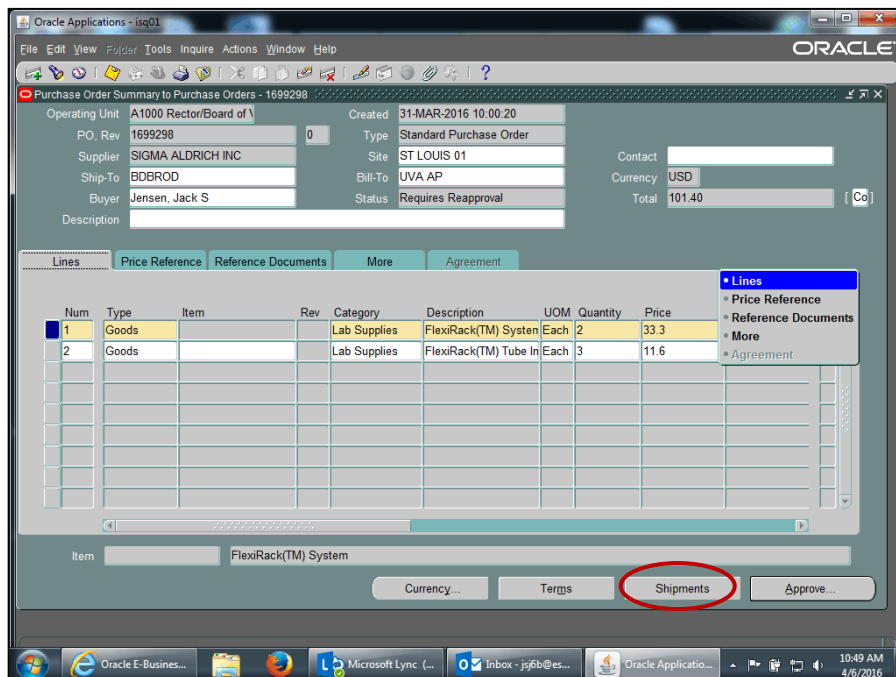 Oracle Applications - isq01
File Edit View Folder Tools Inquire Actions Window Help
ORACLE
?
Purchase Order Summary to Purchase Orders - 1699298
Operating Unit A1000 Rector/Board of V Created 31-MAR-2016 10:00:20
PO, Rev 1699298 0 Type Standard Purchase Order
Supplier SIGMA ALDRICH INC Site ST LOUIS 01 Contact
Ship-To BDBROD Bill-To UVA AP Currency USD
Buyer Jensen, Jack S Status Requires Reapproval Total 101.40 [ Co ]
Description
Lines Price Reference Reference Documents More Agreement
• Lines
• Price Reference
• Reference Documents
• More
• Agreement
Num Type Item Rev Category Description UOM Quantity Price
1 Goods Lab Supplies FlexiRack(TM) System Each 2 33.3
2 Goods Lab Supplies FlexiRack(TM) Tube In Each 3 11.6
Item FlexiRack(TM) System
Currency... Terms Shipments Approve...
Oracle E-Busines... Microsoft Lync (... Inbox - jsj6b@es... Oracle Applicatio... 10:49 AM
4/6/2016